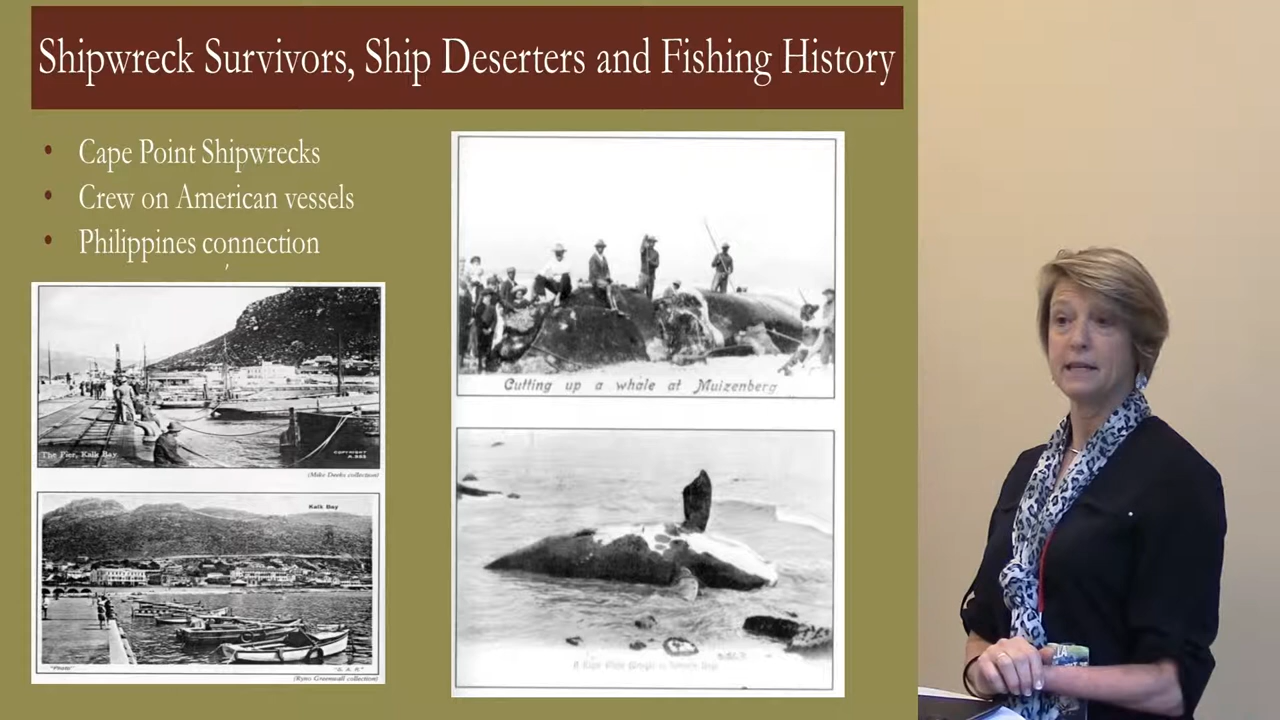 Shipwreck Survivors, Ship Deserters and Fishing History
• Cape Point Shipwrecks
• Crew on American vessels
• Philippines connection
The Pier, Kalk Bay
COPYRIGHT
(Mike Deeks collection)
Kalk Bay
(Ryno Greenwall collection)
Cutting up a whale at Muizenberg